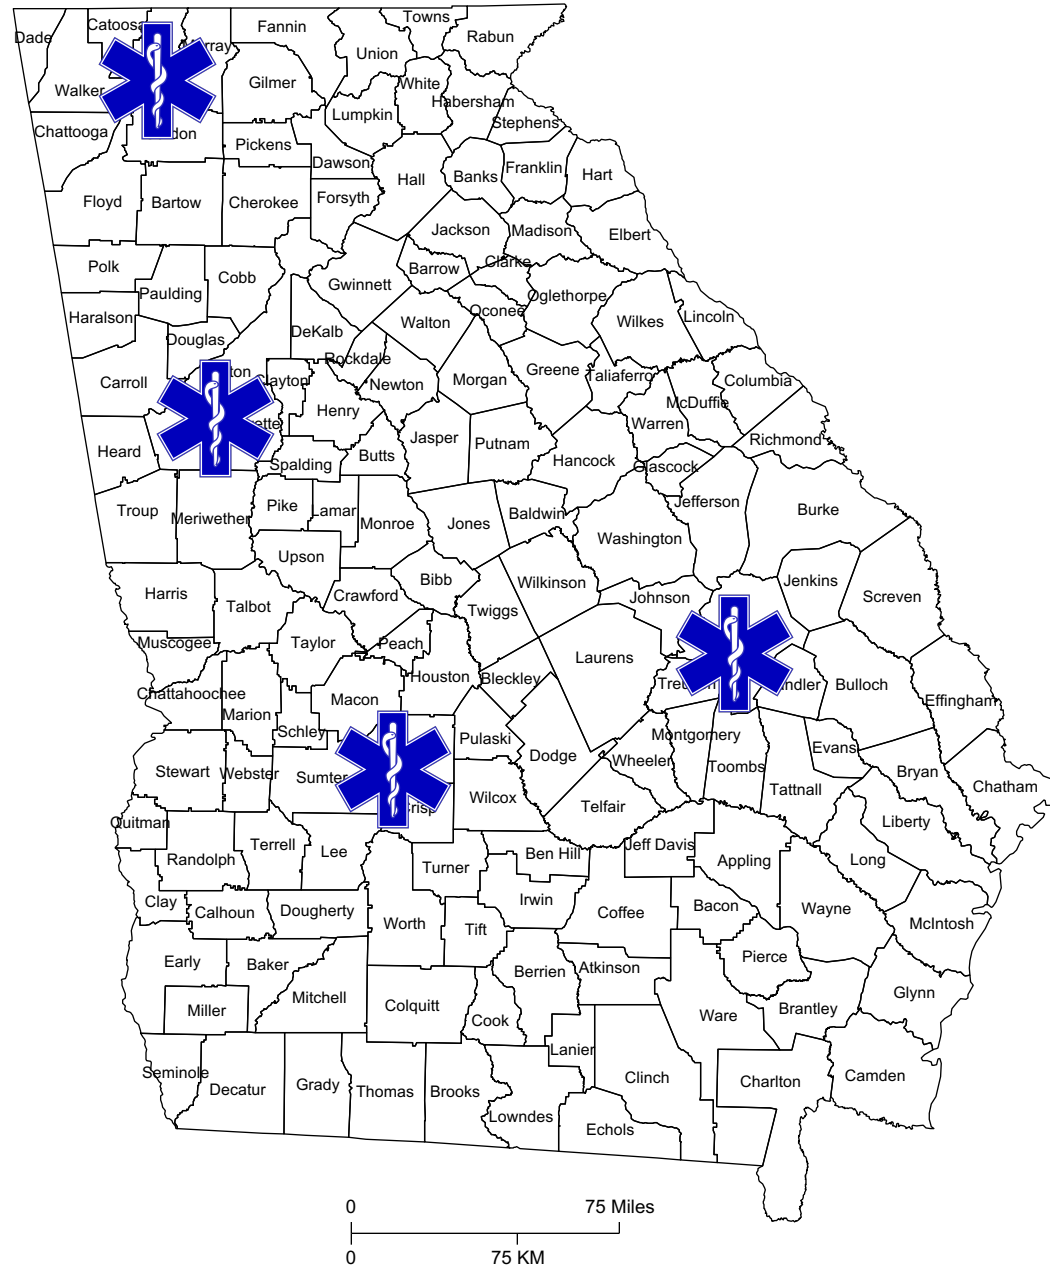 Towns
Fannin
Catoosa
Rabun
Dade
Union
Gilmer
White
Walker
Habersham
Lumpkin
Stephens
Chattooga
Pickens
Dawson
Franklin
Hart
Banks
Hall
Forsyth
Floyd
Bartow
Cherokee
Jackson
Madison
Elbert
Clarke
Polk
Barrow
Cobb
Gwinnett
Paulding
Oglethorpe
Oconee
Haralson
Lincoln
Walton
Wilkes
DeKalb
Douglas
Rockdale
Greene
Taliaferro
Clayton
Morgan
Columbia
Carroll
Newton
McDuffie
Henry
Warren
Jasper
Richmond
Putnam
Heard
Butts
Hancock
Spalding
Glascock
Jefferson
Pike
Troup
Lamar
Baldwin
Burke
Meriwether
Monroe
Jones
Washington
Upson
Bibb
Wilkinson
Jenkins
Harris
Crawford
Johnson
Screven
Talbot
Twiggs
Muscogee
Taylor
Peach
Laurens
Houston
Bleckley
Bulloch
Chattahoochee
Macon
Effingham
Marion
Schley
Montgomery
Pulaski
Evans
Dodge
Wheeler
Toombs
Stewart
Webster
Sumter
Bryan
Chatham
Tattnall
Wilcox
Telfair
Quitman
Liberty
Terrell
Jeff Davis
Lee
Ben Hill
Randolph
Appling
Long
Turner
Clay
Irwin
Bacon
Wayne
Calhoun
Dougherty
Coffee
Worth
Tift
McIntosh
Pierce
Early
Baker
Atkinson
Berrien
Mitchell
Glynn
Colquitt
Brantley
Miller
Ware
Cook
Lanier
Seminole
Camden
Clinch
Charlton
Grady
Decatur
Thomas
Brooks
Lowndes
Echols
0 75 Miles
0 75 KM